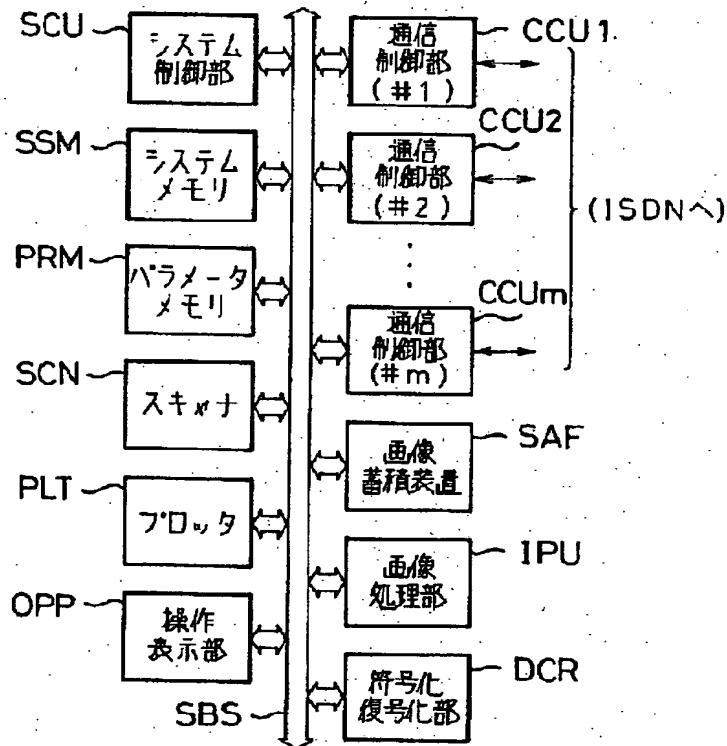 SCU
システム
制御部
通信
制御部
(#1)
CCU1
SSM
システム
メモリ
通信
制御部
(#2)
CCU2
(ISDNへ)
PRM
パラメータ
メモリ
通信
制御部
(#m)
CCUm
SCN
スキャナ
画像
蓄積装置
SAF
PLT
プロッタ
画像
処理部
IPU
OPP
操作
表示部
符号化
復号化部
DCR
SBS